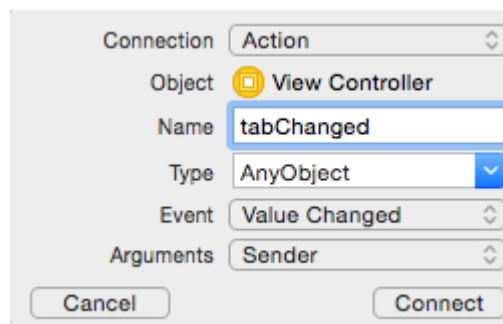 Connection Action
Object View Controller
Name tabChanged
Type AnyObject
Event Value Changed
Arguments Sender
Cancel Connect